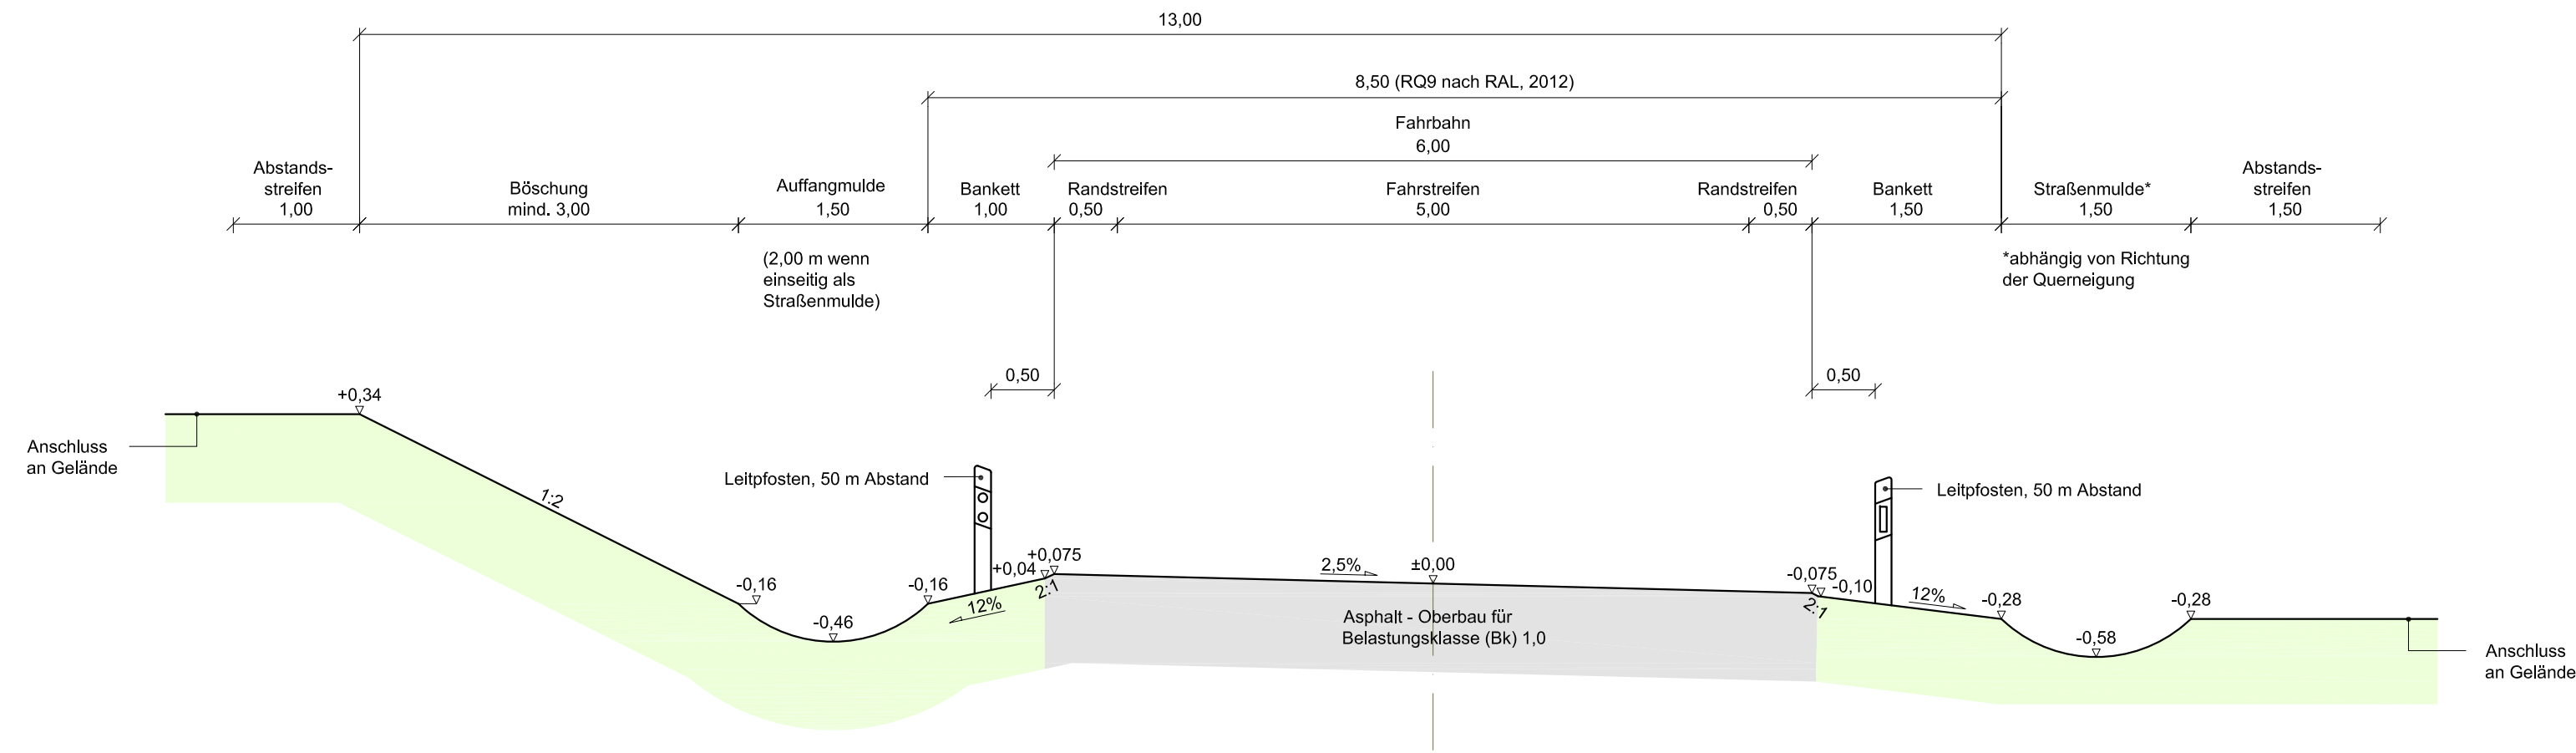 13,00
8,50 (RQ9 nach RAL, 2012)
Fahrbahn
6,00
Abstands-
streifen
1,00
Böschung
mind. 3,00
Auffangmulde
1,50
Bankett
1,00
Randstreifen
0,50
Fahrstreifen
5,00
Randstreifen
0,50
Bankett
1,50
Straßenmulde*
1,50
Abstands-
streifen
1,50
(2,00 m wenn
einseitig als
Straßenmulde)
*abhängig von Richtung
der Querneigung
0,50
0,50
+0,34
Anschluss
an Gelände
1:2
Leitpfosten, 50 m Abstand
Leitpfosten, 50 m Abstand
-0,16
-0,46
-0,16
12%
+0,04
+0,075
2:1
2,5%
±0,00
Asphalt - Oberbau für
Belastungsklasse (Bk) 1,0
-0,075
-0,10
2:1
12%
-0,28
-0,58
-0,28
Anschluss
an Gelände